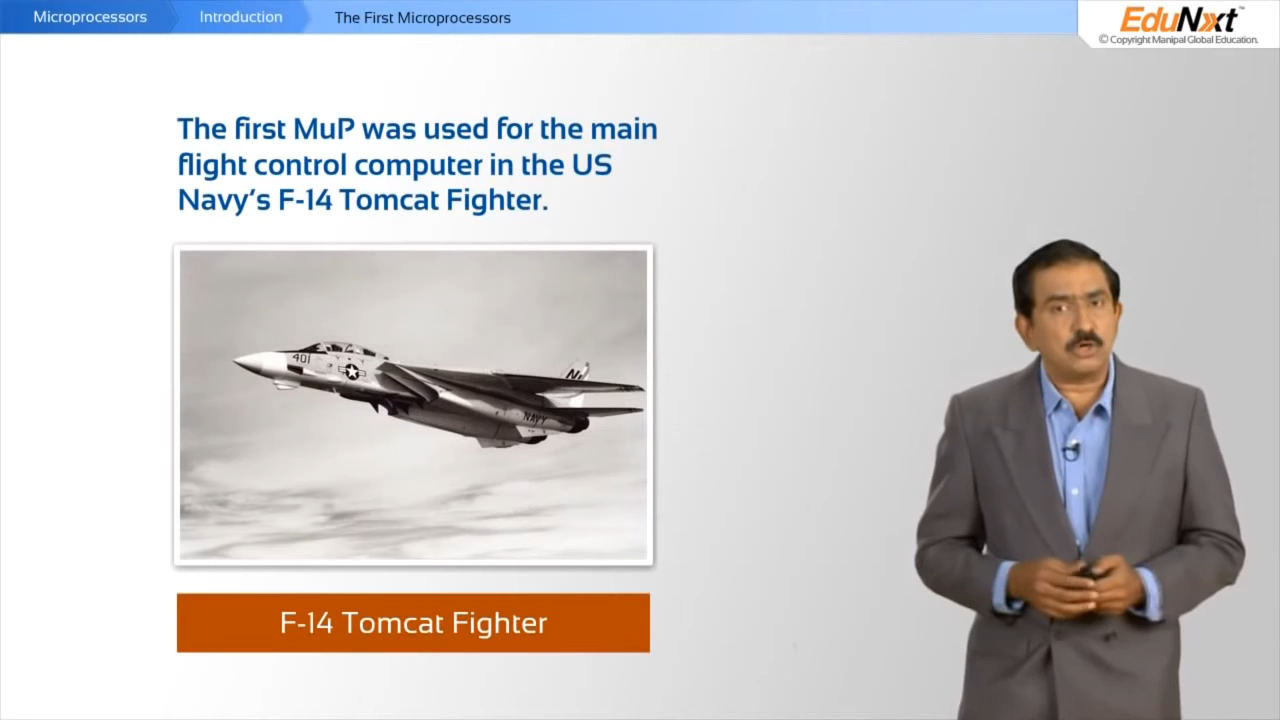 Microprocessors
Introduction
The First Microprocessors
EduNxt™
© Copyright Manipal Global Education.
The first MuP was used for the main
flight control computer in the US
Navy's F-14 Tomcat Fighter.
401
NAVY
F-14 Tomcat Fighter